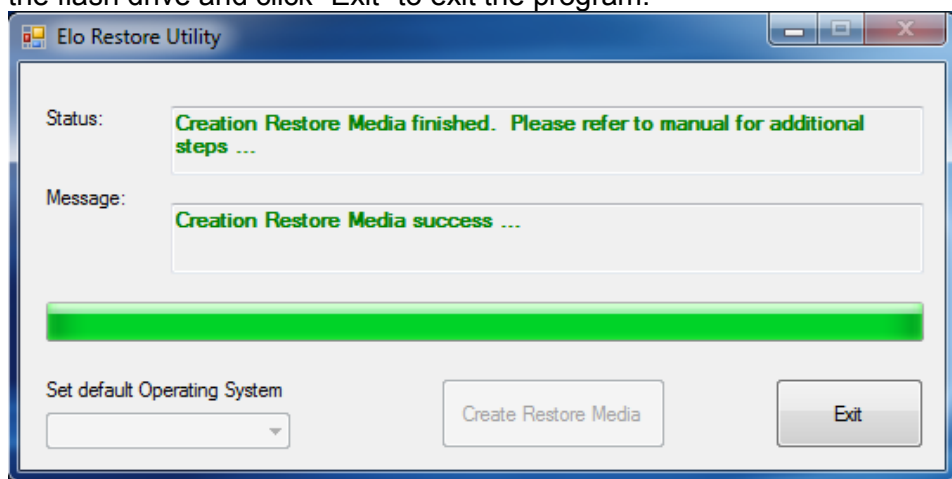 the flash drive and click "Exit" to exit the program.
Elo Restore Utility
Status:
Creation Restore Media finished. Please refer to manual for additional
steps ...
Message:
Creation Restore Media success ...
Set default Operating System
Create Restore Media
Exit